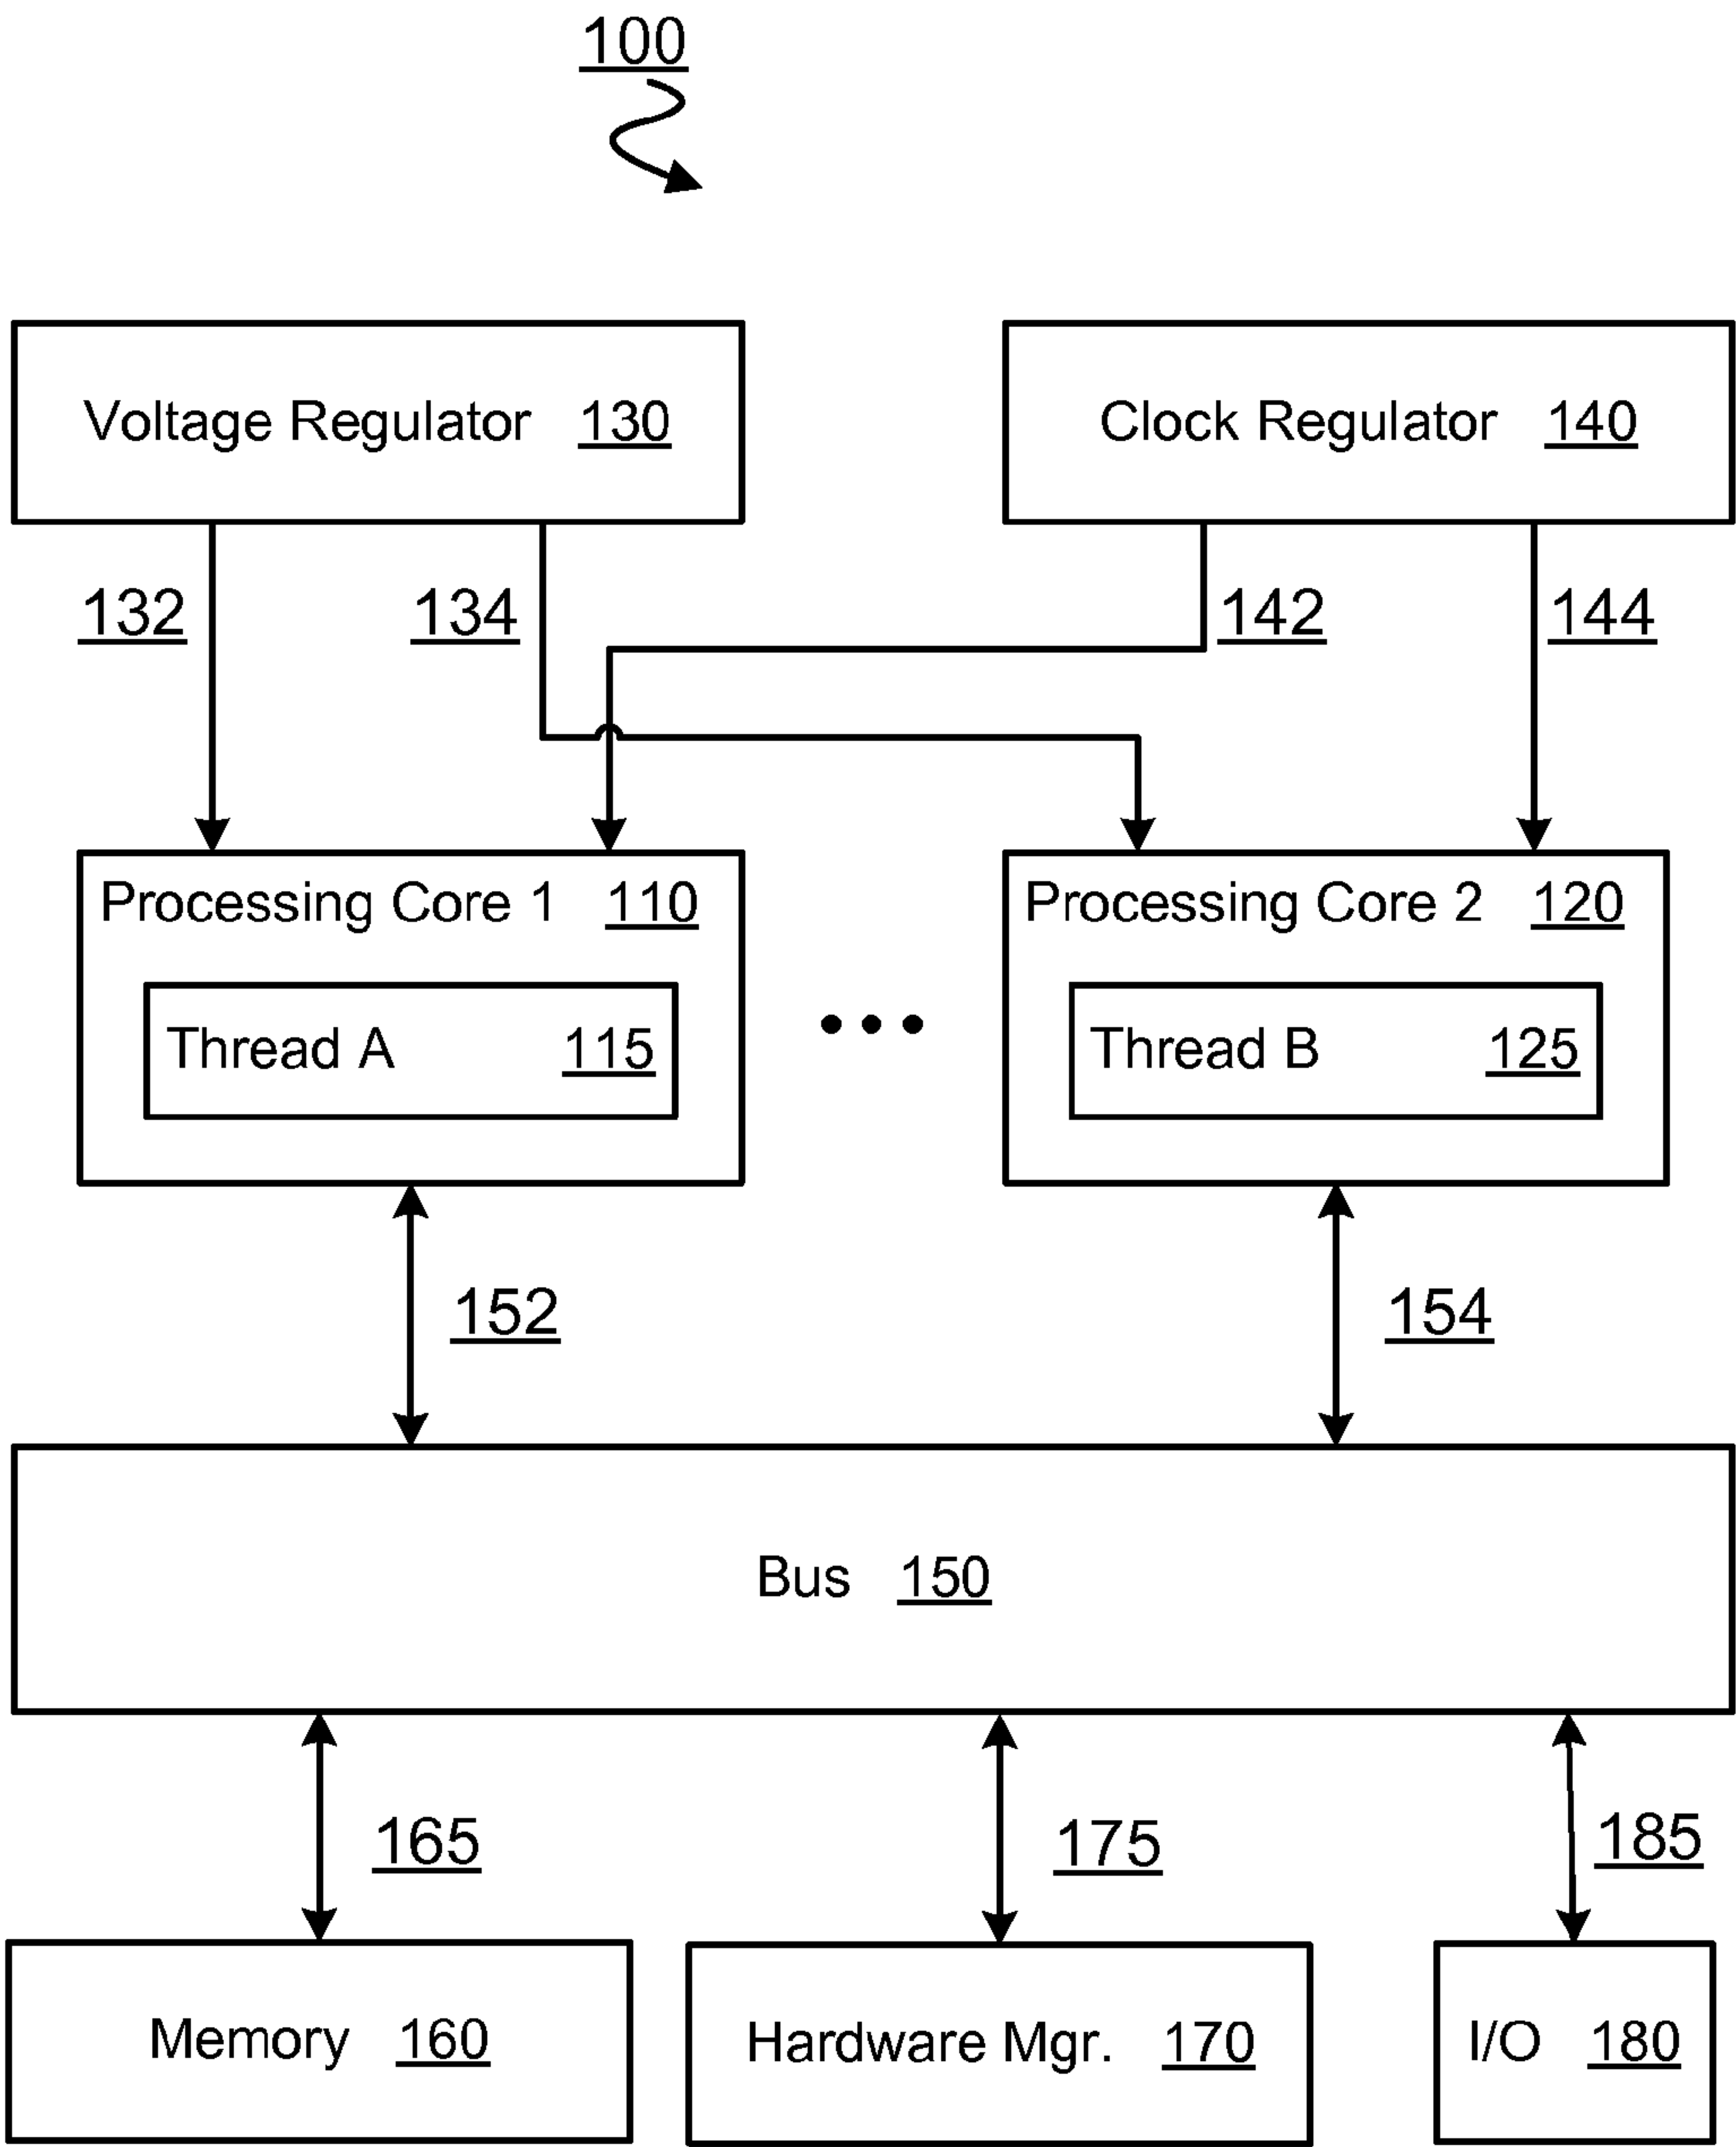 100
Voltage Regulator 130
Clock Regulator 140
132
134
142
144
Processing Core 1 110
Processing Core 2 120
Thread A 115
Thread B 125
152
154
Bus 150
165
175
185
Memory 160
Hardware Mgr. 170
I/O 180